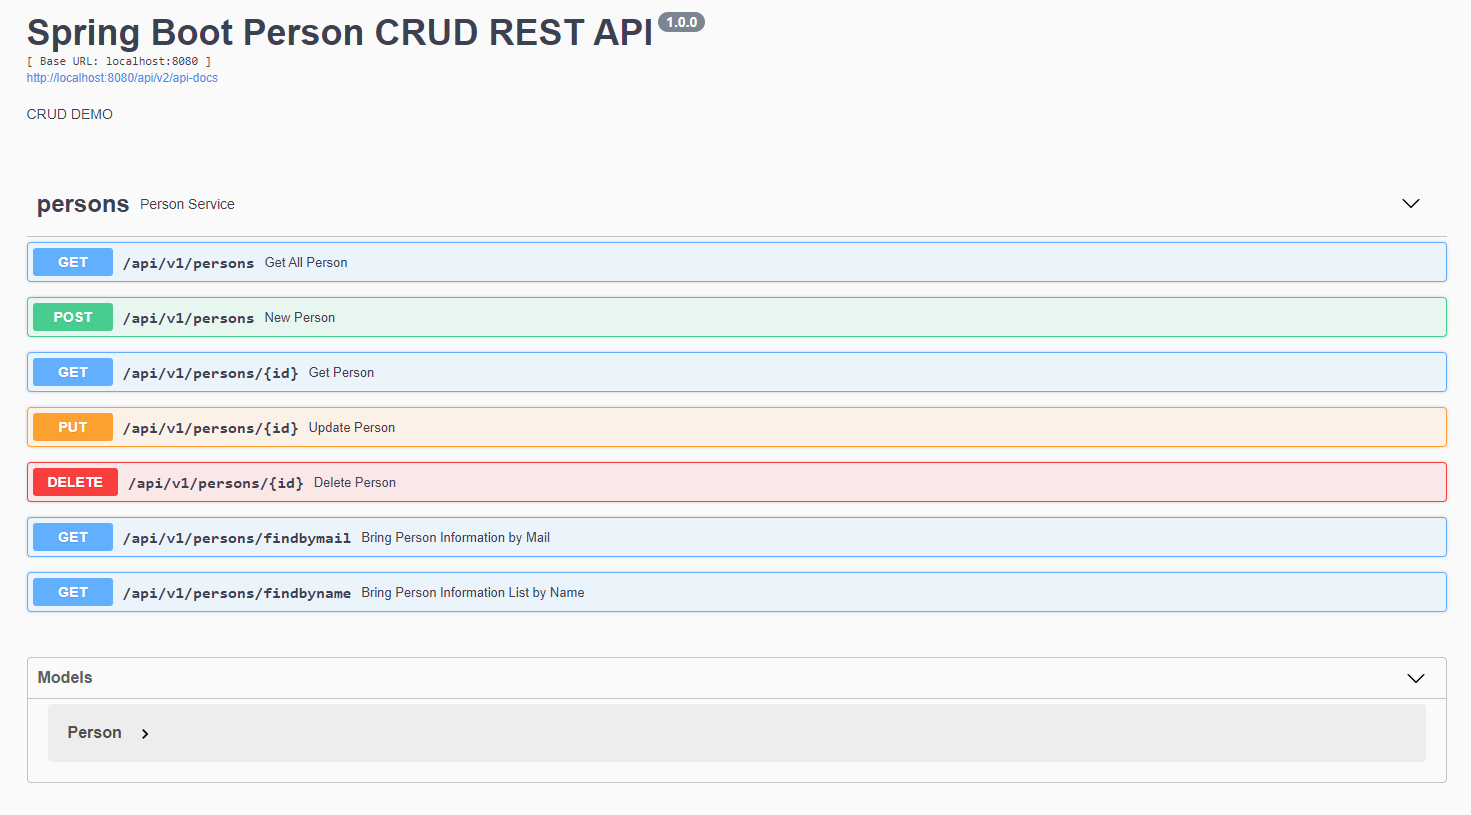 Spring Boot Person CRUD REST API 1.0.0
[ Base URL: localhost:8080 ]
http://localhost:8080/api/v2/api-docs
CRUD DEMO
persons Person Service
GET /api/v1/persons Get All Person
POST /api/v1/persons New Person
GET /api/v1/persons/{id} Get Person
PUT /api/v1/persons/{id} Update Person
DELETE /api/v1/persons/{id} Delete Person
GET /api/v1/persons/findbymail Bring Person Information by Mail
GET /api/v1/persons/findbyname Bring Person Information List by Name
Models
Person